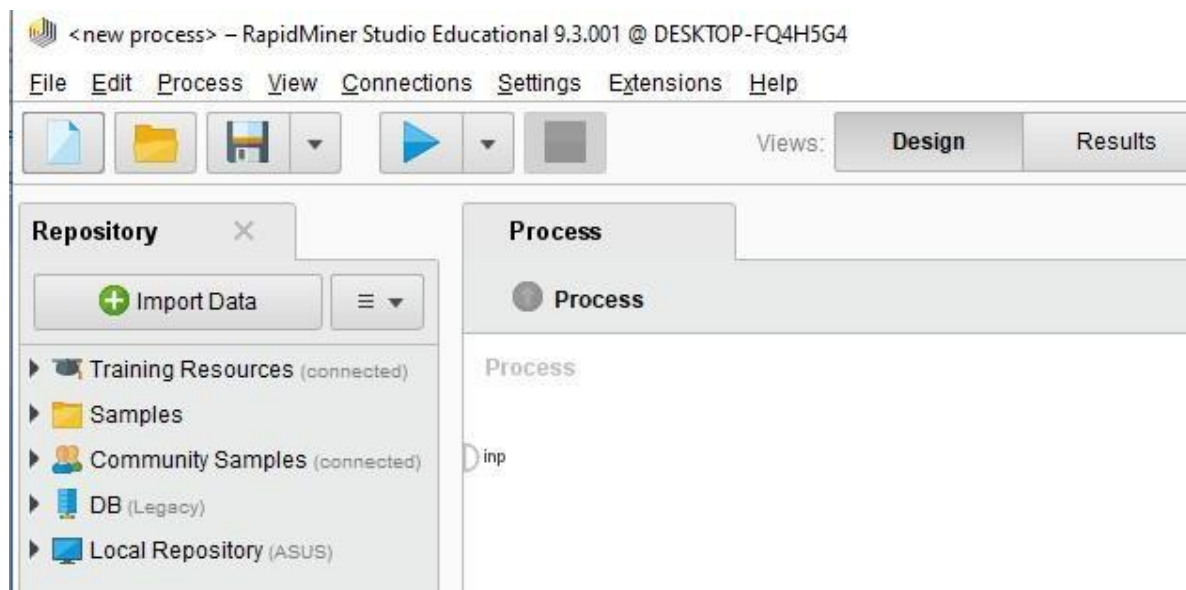 <new process> – RapidMiner Studio Educational 9.3.001 @ DESKTOP-FQ4H5G4
File Edit Process View Connections Settings Extensions Help
Views: Design Results
Repository
Import Data
Training Resources (connected)
Samples
Community Samples (connected)
DB (Legacy)
Local Repository (ASUS)
Process
Process
Process
inp